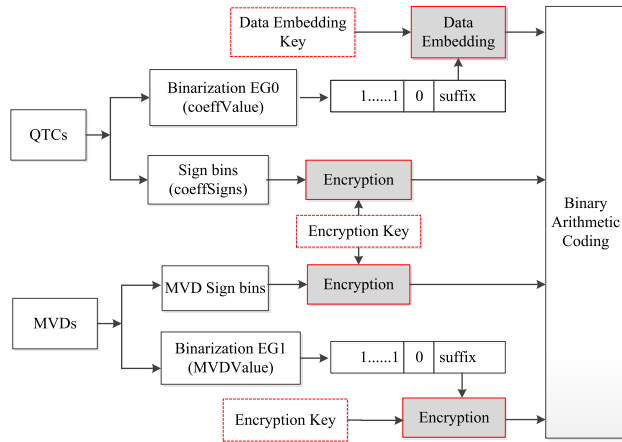 Data Embedding
Key
Data
Embedding
Binarization EG0
(coeffValue)
1......1 0 suffix
QTCs
Sign bins
(coeffSigns)
Encryption
Binary
Arithmetic
Coding
Encryption Key
MVD Sign bins
Encryption
MVDs
Binarization EG1
(MVDValue)
1......1 0 suffix
Encryption Key
Encryption